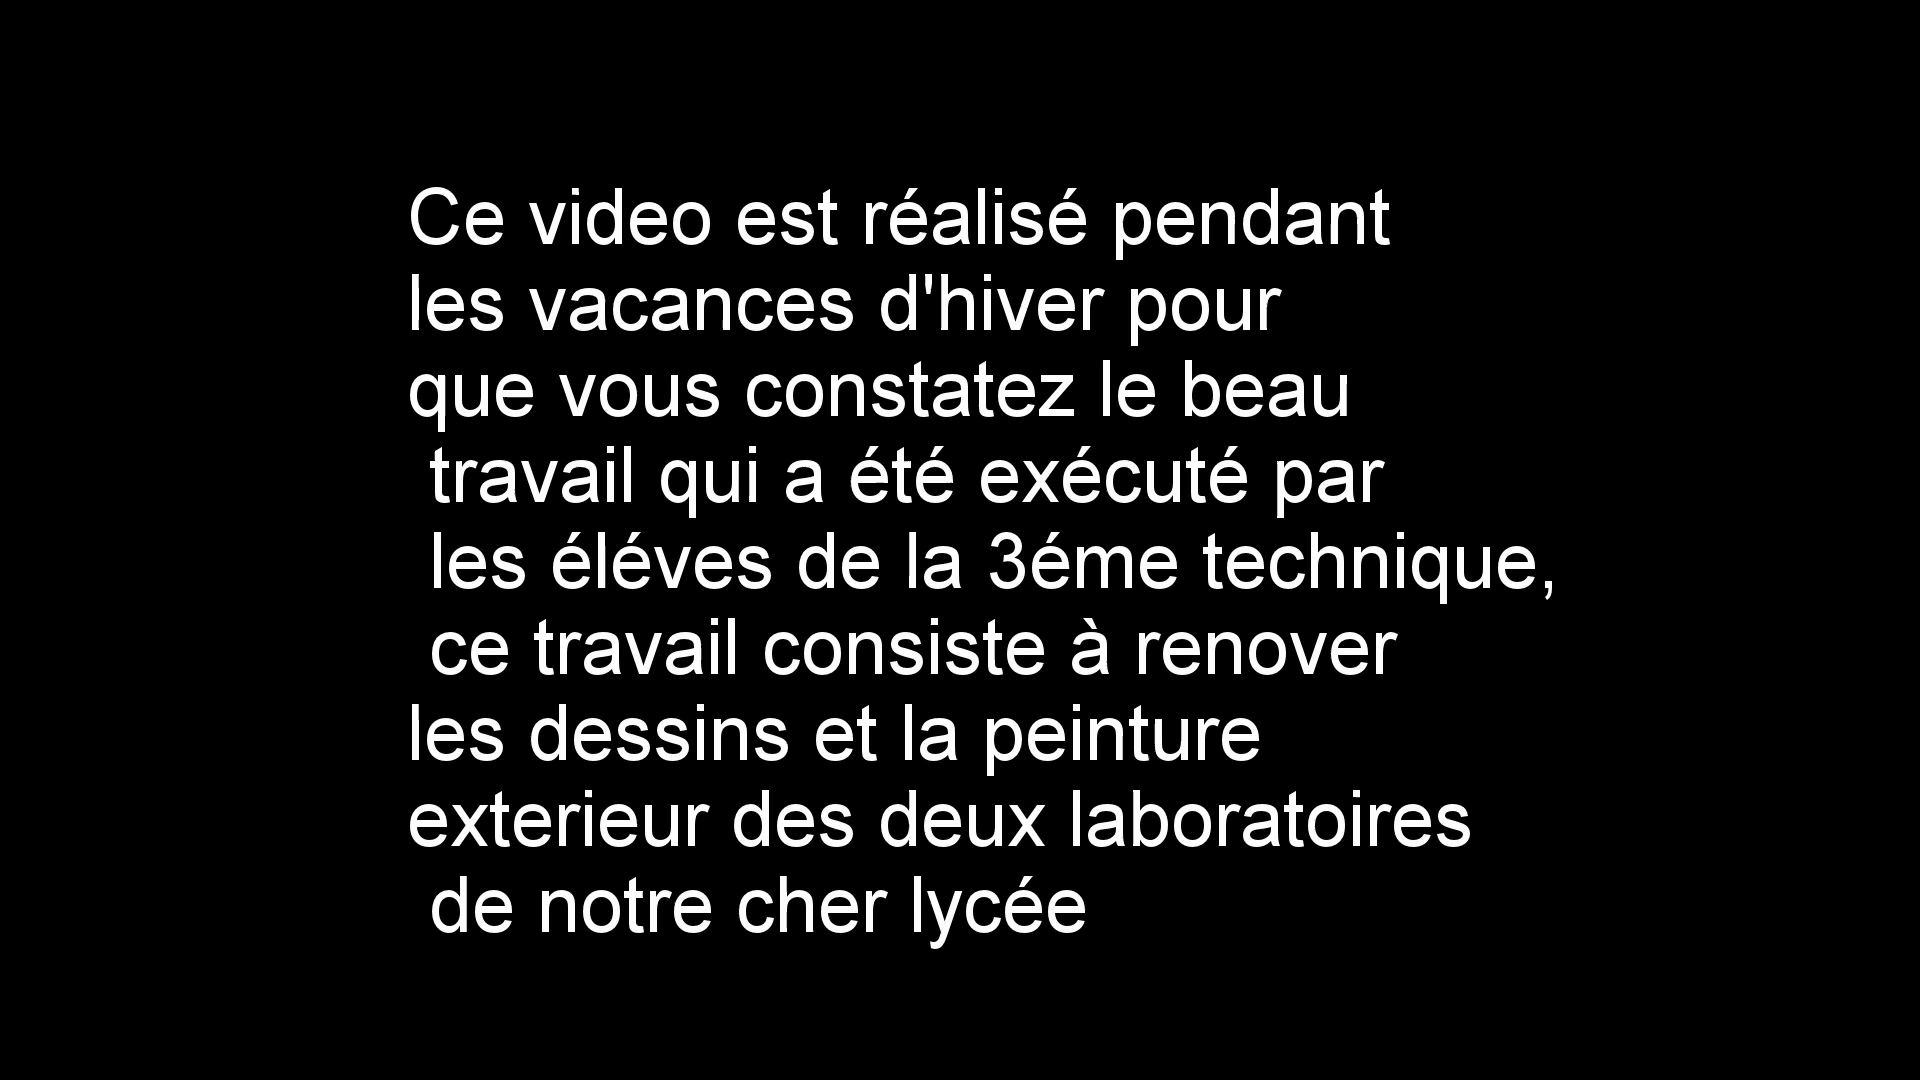 Ce video est réalisé pendant
les vacances d'hiver pour
que vous constatez le beau
travail qui a été exécuté par
les éléves de la 3éme technique,
ce travail consiste à renover
les dessins et la peinture
exterieur des deux laboratoires
de notre cher lycée